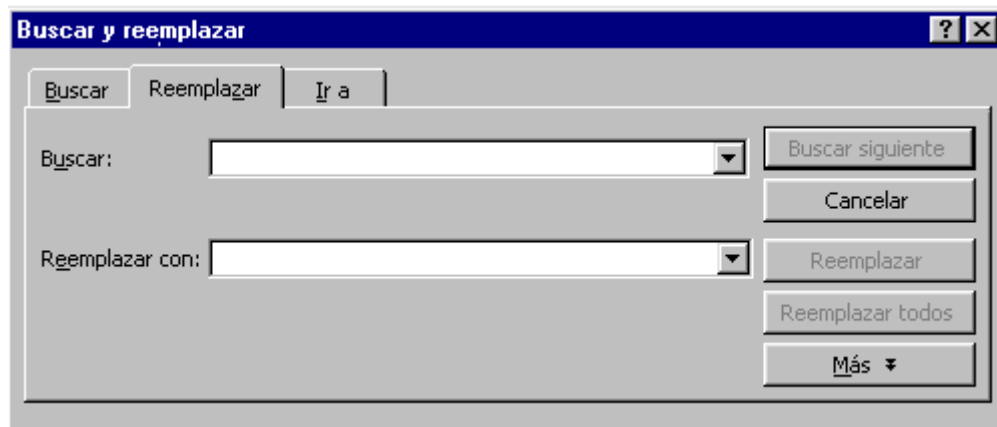 Buscar y reemplazar
Buscar Reemplazar Ir a
Buscar: Buscar siguiente
Cancelar
Reemplazar con: Reemplazar
Reemplazar todos
Más